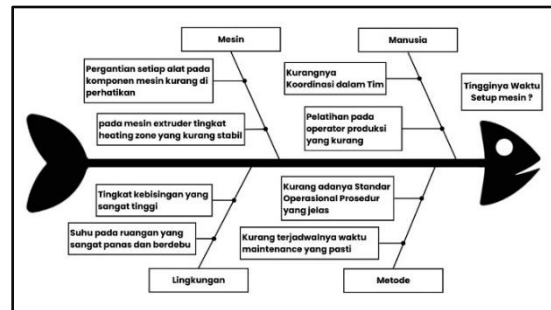 Mesin
Manusia
Pergantian setiap alat pada
komponen mesin kurang di
perhatikan
Kurangnya
Koordinasi dalam Tim
Tingginya Waktu
Setup mesin ?
pada mesin extruder tingkat
heating zone yang kurang stabil
Pelatihan pada
operator produksi
yang kurang
Tingkat kebisingan yang
sangat tinggi
Kurang adanya Standar
Operasional Prosedur
yang jelas
Suhu pada ruangan yang
sangat panas dan berdebu
Kurang terjadwalnya waktu
maintenance yang pasti
Lingkungan
Metode